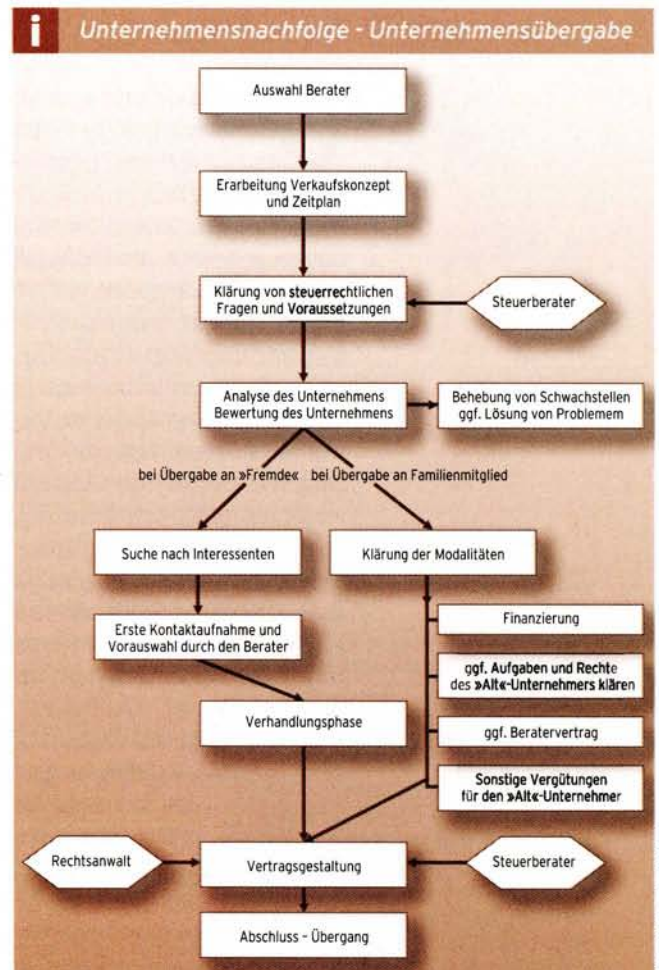 i
Unternehmensnachfolge - Unternehmensübergabe
Auswahl Berater
Erarbeitung Verkaufskonzept
und Zeitplan
Klärung von steuerrechtlichen
Fragen und Voraussetzungen
Steuerberater
Analyse des Unternehmens
Bewertung des Unternehmens
Behebung von Schwachstellen
ggf. Lösung von Problemem
bei Übergabe an »Fremde«
bei Übergabe an Familienmitglied
Suche nach Interessenten
Klärung der Modalitäten
Erste Kontaktaufnahme und
Vorauswahl durch den Berater
Finanzierung
ggf. Aufgaben und Rechte
des »Alt«-Unternehmers klären
Verhandlungsphase
ggf. Beratervertrag
Sonstige Vergütungen
für den »Alt«-Unternehmer
Rechtsanwalt
Vertragsgestaltung
Steuerberater
Abschluss - Übergang